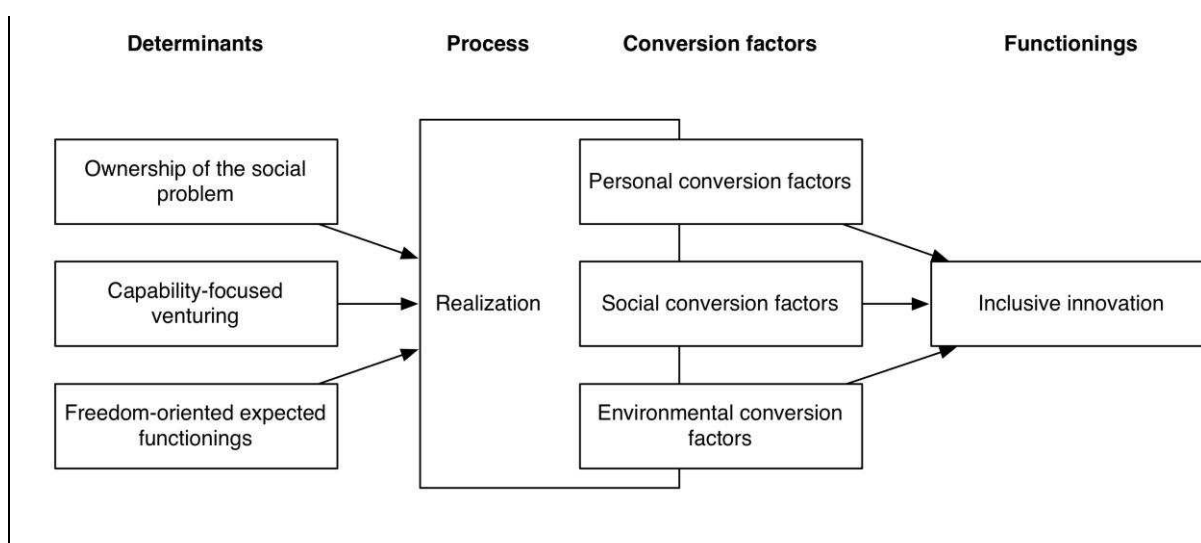 Determinants
Process
Conversion factors
Functionings
Ownership of the social
problem
Capability-focused
venturing
Freedom-oriented expected
functionings
Realization
Personal conversion factors
Social conversion factors
Environmental conversion
factors
Inclusive innovation